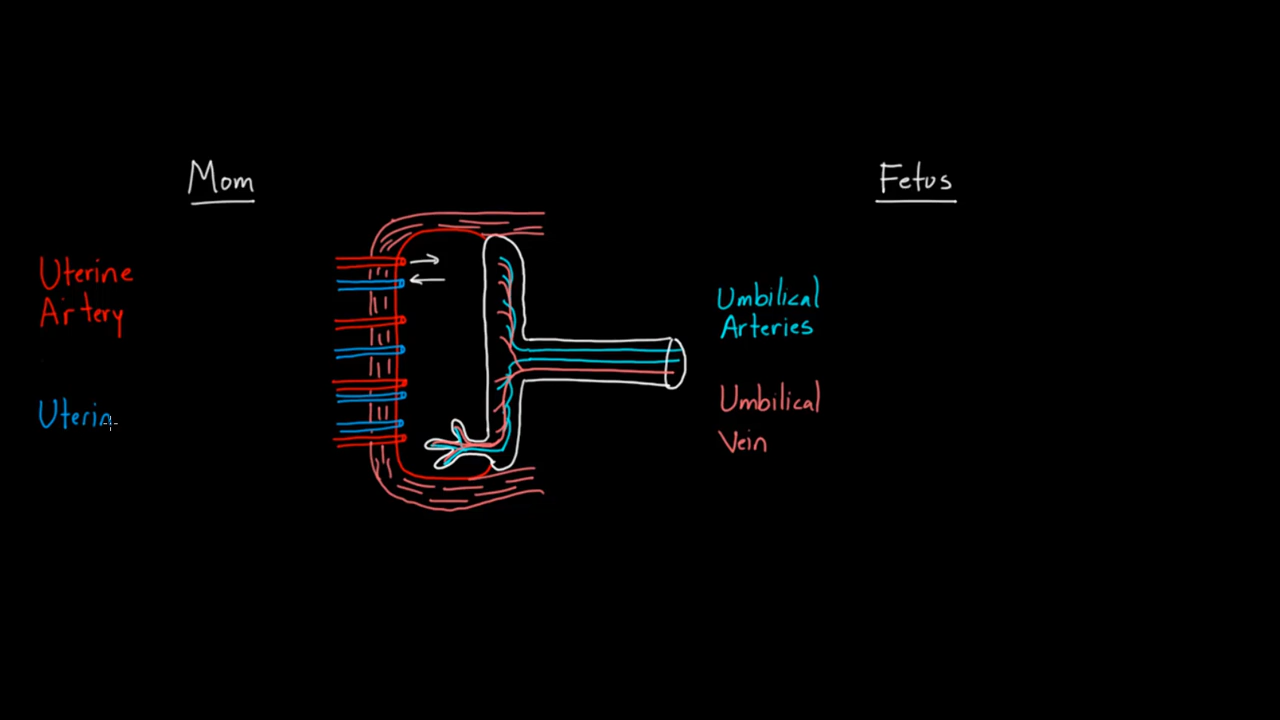 Mom
Fetus
Uterine
Artery
Uterin
Umbilical
Arteries
Umbilical
Vein